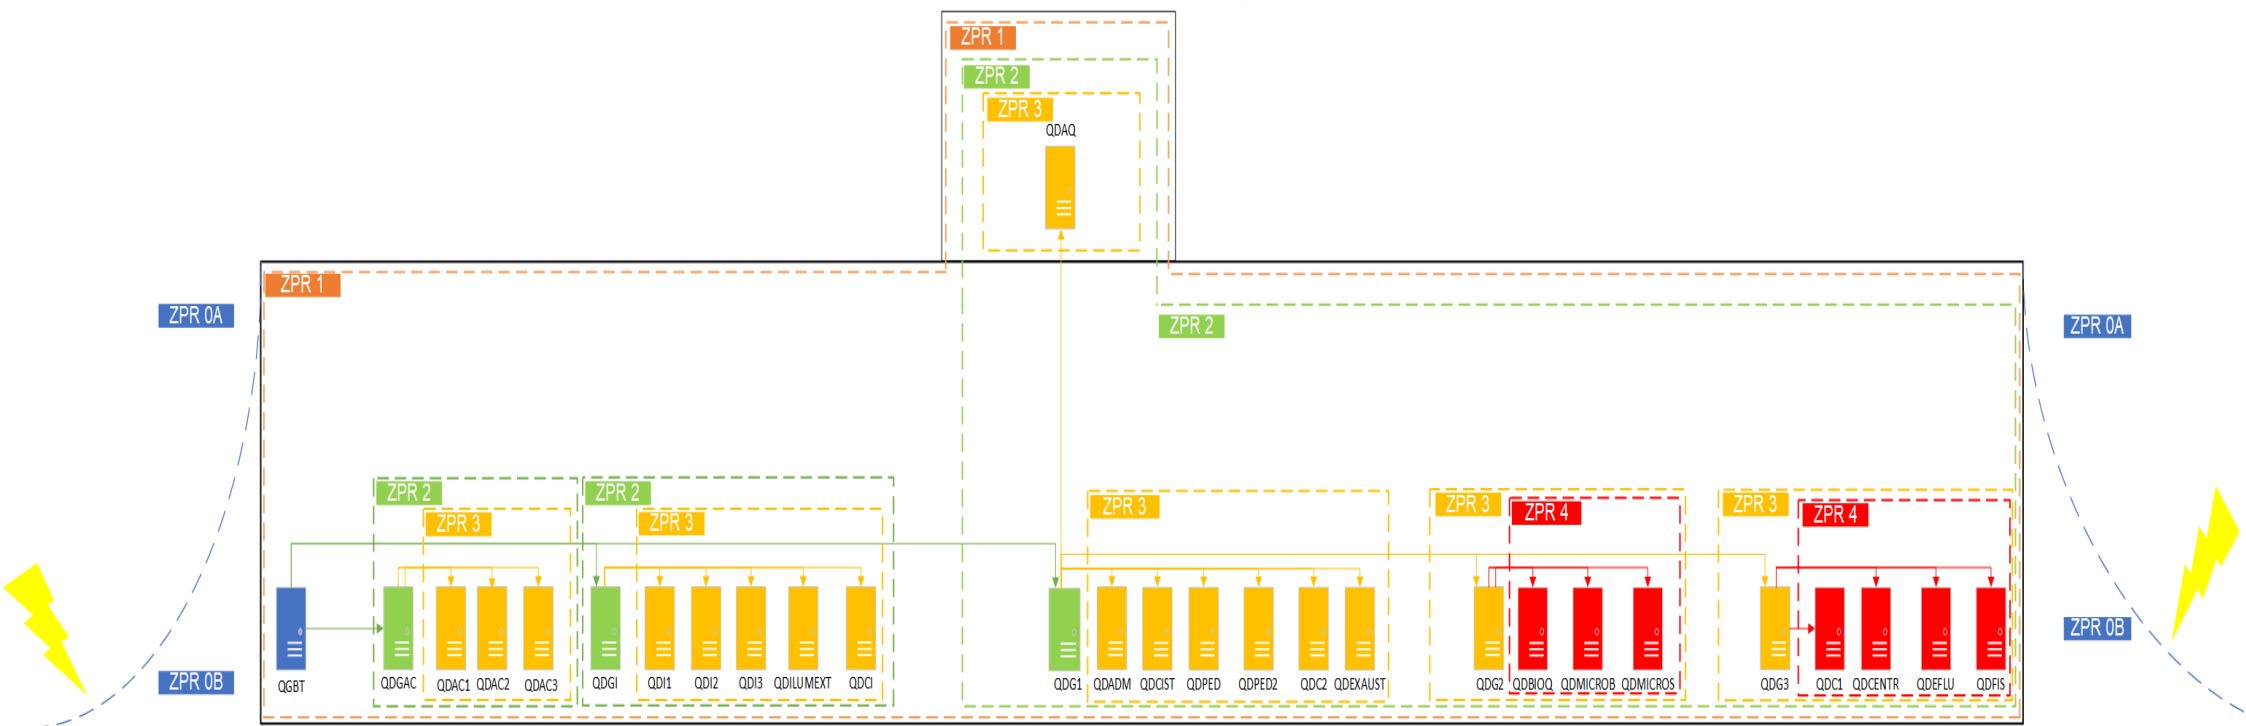 ZPR 1
ZPR 2
ZPR 3
QDAQ
ZPR 1
ZPR 0A
ZPR 2
ZPR 0A
ZPR 2
ZPR 2
ZPR 3
ZPR 3
ZPR 3
ZPR 3
ZPR 4
ZPR 3
ZPR 4
ZPR 0B
ZPR 0B
QGBT
QDGAC
QDAC1
QDAC2
QDAC3
QDGI
QDI1
QDI2
QDI3
QDILUMEXT
QDCI
QDG1
QDADM
QDCIST
QDPED
QDPED2
QDC2
QDEXAUST
QDG2
QDBIOQ
QDMICROB
QDMICROS
QDG3
QDC1
QDCENTR
QDEFLU
QDFIS